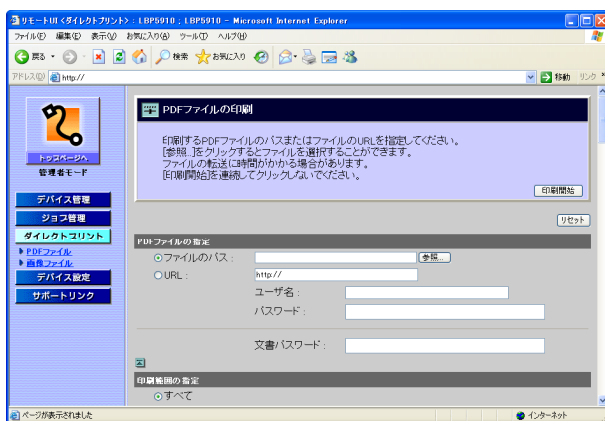 リモートUI <ダイレクトプリント> : LBP5910 ; LBP5910 - Microsoft Internet Explorer
ファイル(F) 編集(E) 表示(V) お気に入り(A) ツール(T) ヘルプ(H)
戻る 検索 お気に入り
アドレス(D) http:// 移動 リンク »
トップページへ
管理者モード
デバイス管理
ジョブ管理
ダイレクトプリント
PDFファイル
画像ファイル
デバイス設定
サポートリンク
PDFファイルの印刷
印刷するPDFファイルのパスまたはファイルのURLを指定してください。
[参照...]をクリックするとファイルを選択することができます。
ファイルの転送に時間がかかる場合があります。
[印刷開始]を連続してクリックしないでください。
印刷開始
リセット
PDFファイルの指定
ファイルのパス : 参照...
URL : http://
ユーザ名 :
パスワード :
文書パスワード :
印刷範囲の指定
すべて
ページが表示されました インターネット